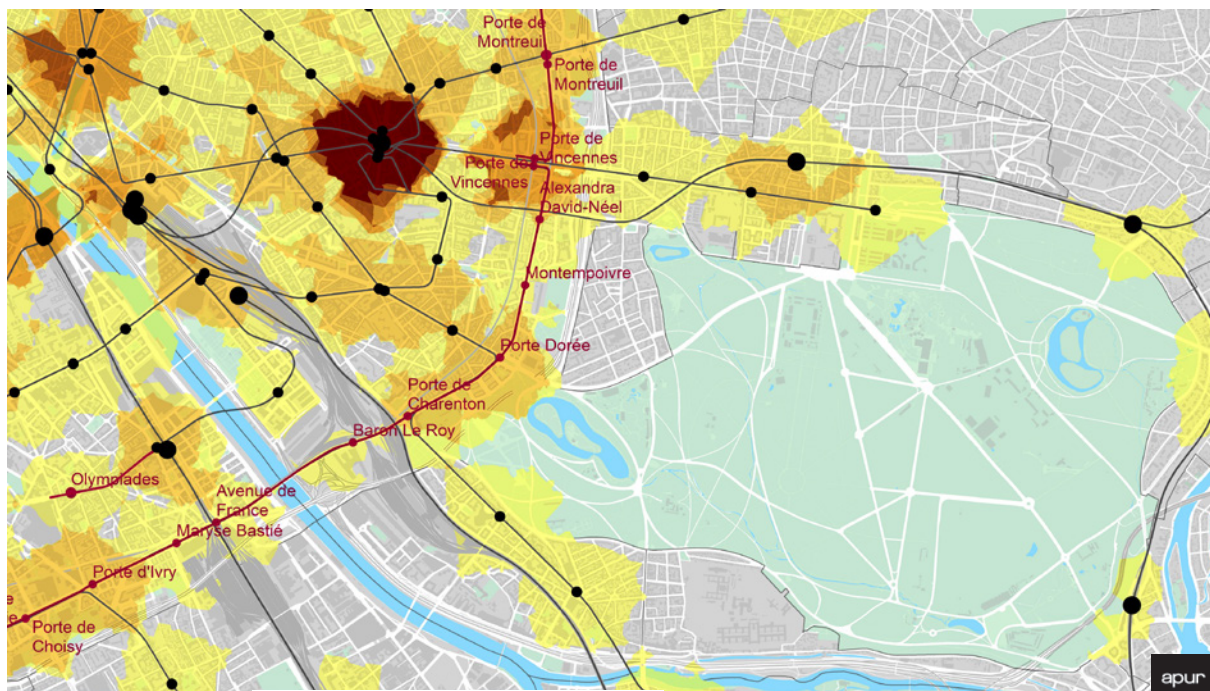 Porte de
Montreuil
Porte de
Montreuil
Porte de
Vincennes
Porte de
Vincennes
Alexandra
David-Néel
Montempoivre
Porte Dorée
Porte de
Charenton
Baron Le Roy
Olympiades
Avenue de
France
Maryse Bastié
Porte d'Ivry
e
e
Porte de
Choisy
apur